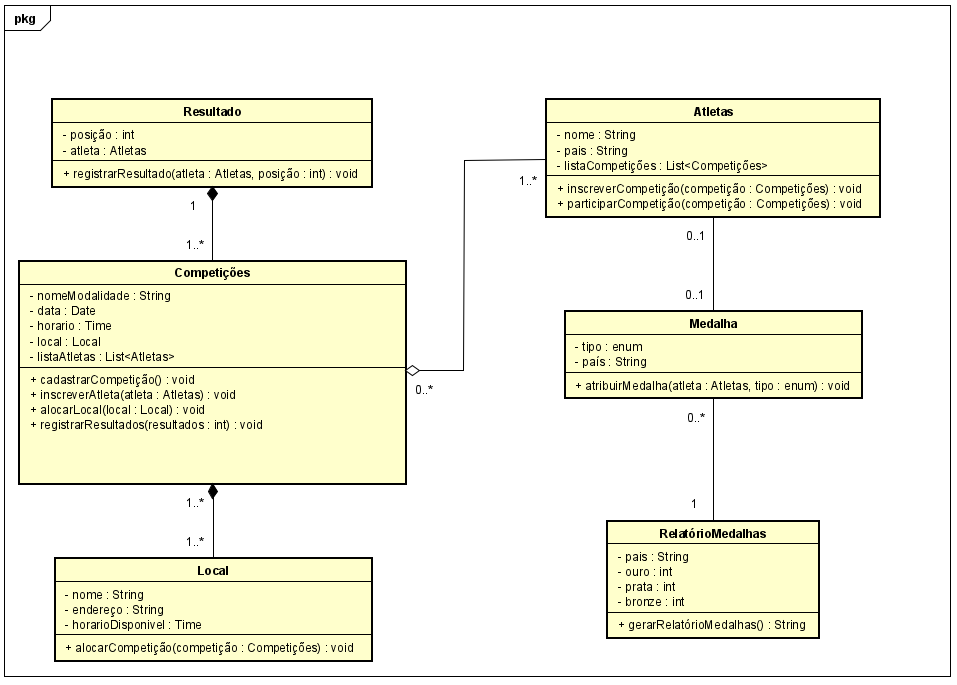 pkg
Resultado
- posição : int
- atleta : Atletas
+ registrarResultado(atleta : Atletas, posição : int) : void
1
1..*
Competições
- nomeModalidade : String
- data : Date
- horario : Time
- local : Local
- listaAtletas : List<Atletas>
+ cadastrarCompetição() : void
+ inscreverAtleta(atleta : Atletas) : void
+ alocarLocal(local : Local) : void
+ registrarResultados(resultados : int) : void
0..*
1..*
1..*
1..*
Local
- nome : String
- endereço : String
- horarioDisponivel : Time
+ alocarCompetição(competição : Competições) : void
Atletas
- nome : String
- pais : String
- listaCompetições : List<Competições>
+ inscreverCompetição(competição : Competições) : void
+ participarCompetição(competição : Competições) : void
0..1
0..1
Medalha
- tipo : enum
- país : String
+ atribuirMedalha(atleta : Atletas, tipo : enum) : void
0..*
1
RelatórioMedalhas
- pais : String
- ouro : int
- prata : int
- bronze : int
+ gerarRelatórioMedalhas() : String